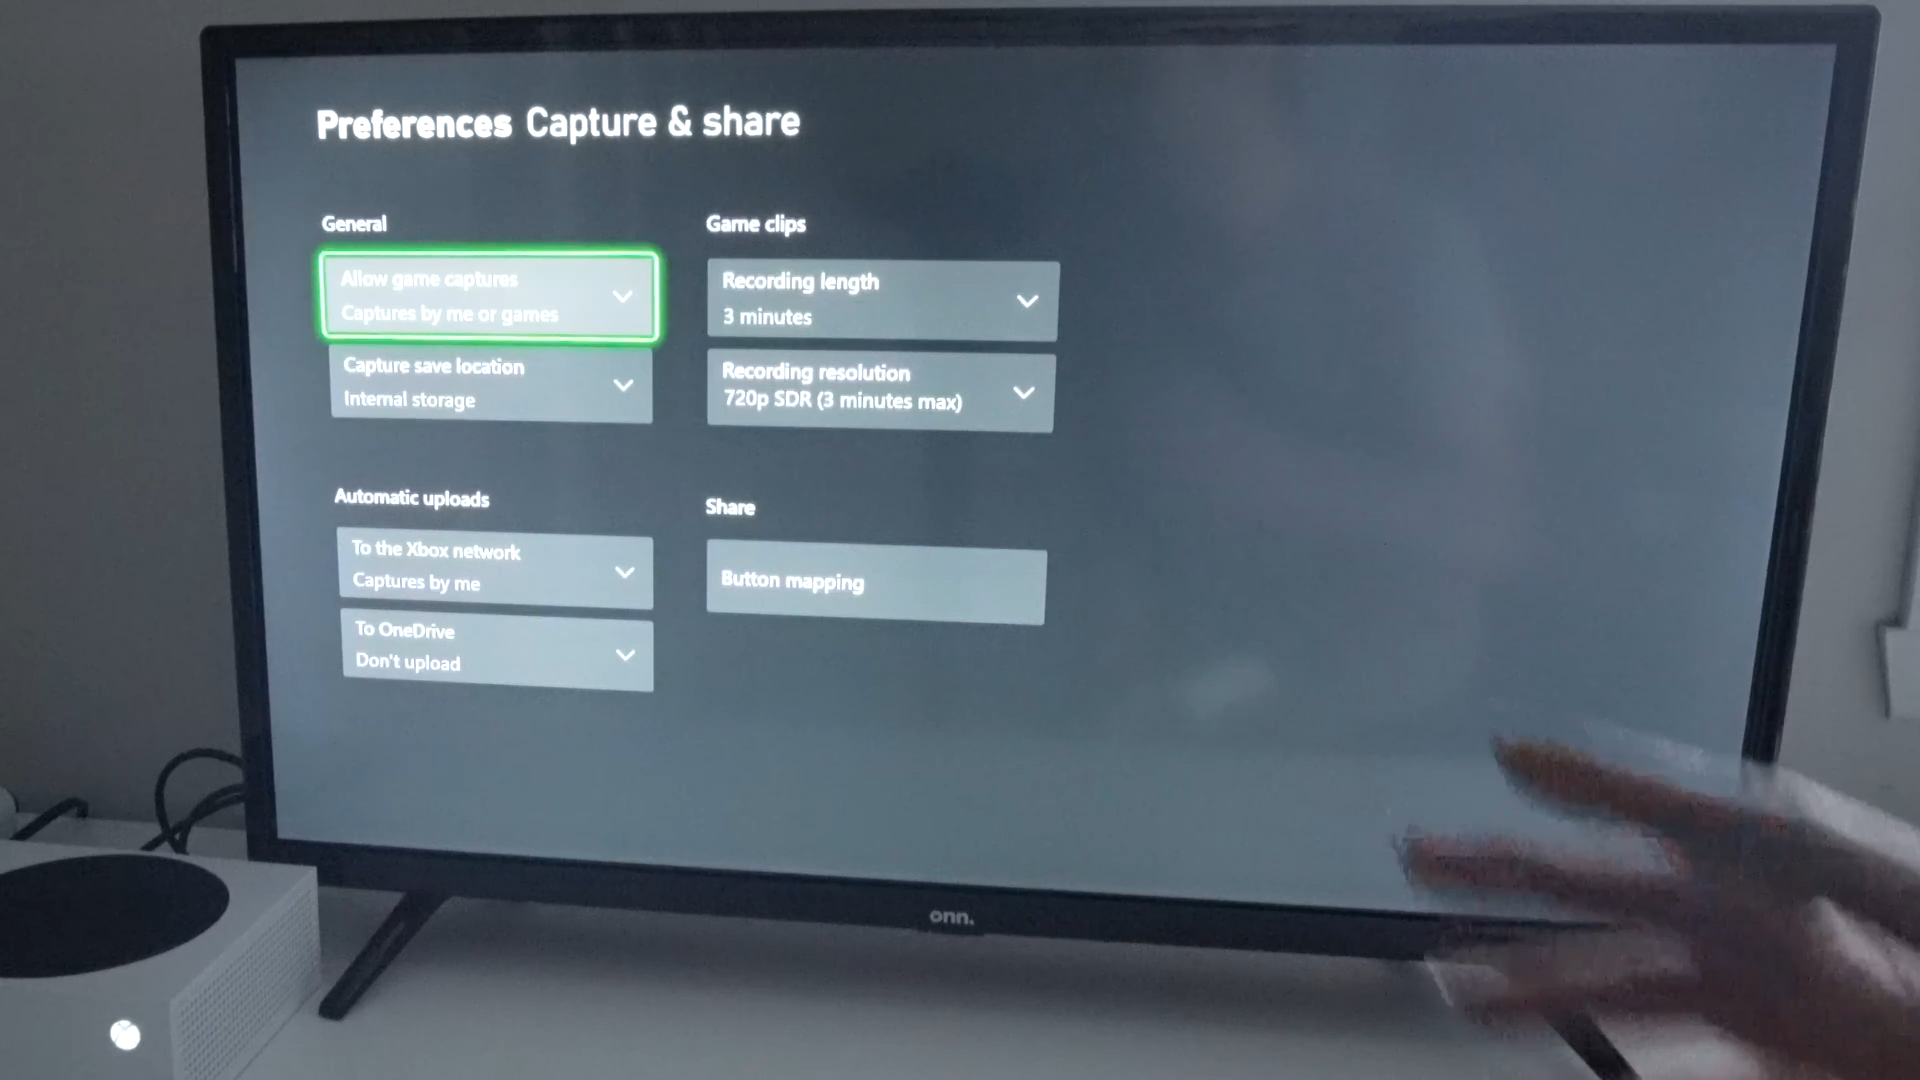 Preferences Capture & share
General
Allow game captures
Captures by me or games
Capture save location
Internal storage
Automatic uploads
To the Xbox network
Captures by me
To OneDrive
Don't upload
Game clips
Recording length
3 minutes
Recording resolution
720p SDR (3 minutes max)
Share
Button mapping
onn.